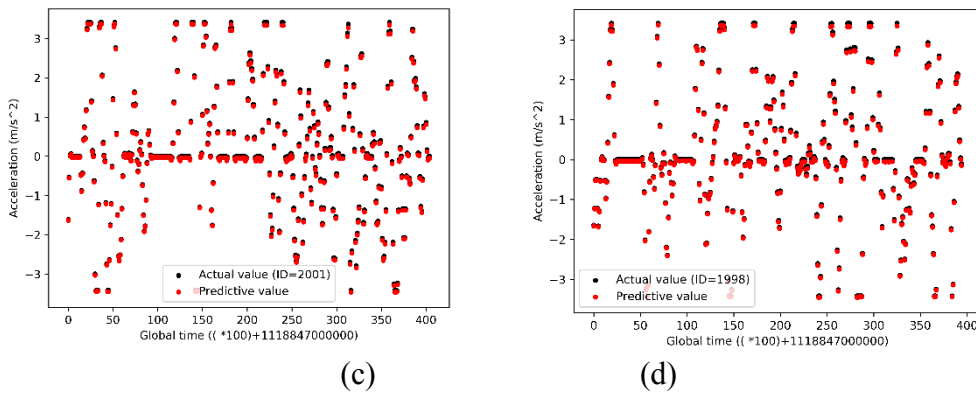 Acceleration (m/s^2)
3
2
1
0
−1
−2
−3
Actual value (ID=2001)
Predictive value
0 50 100 150 200 250 300 350 400
Global time (( *100)+1118847000000)
(c)
Acceleration (m/s^2)
3
2
1
0
−1
−2
−3
Actual value (ID=1998)
Predictive value
0 50 100 150 200 250 300 350 400
Global time (( *100)+1118847000000)
(d)